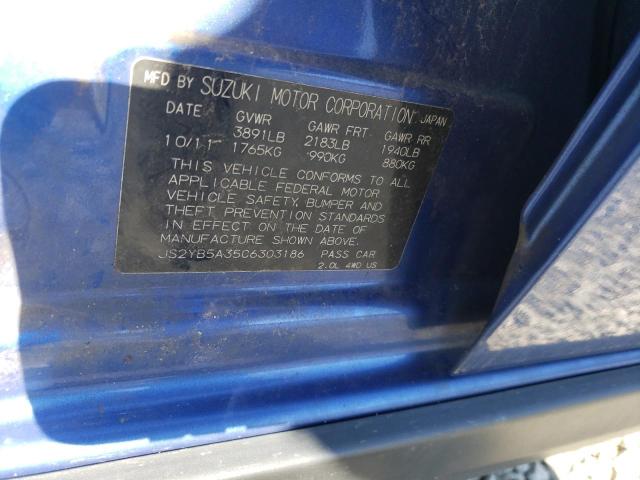 MFD BY SUZUKI MOTOR CORPORATION, JAPAN
DATE GVWR GAWR FRT. GAWR RR
3891LB 2183LB 1940LB
10/11 1765KG 990KG 880KG
THIS VEHICLE CONFORMS TO ALL
APPLICABLE FEDERAL MOTOR
VEHICLE SAFETY, BUMPER AND
THEFT PREVENTION STANDARDS
IN EFFECT ON THE DATE OF
MANUFACTURE SHOWN ABOVE.
JS2YB5A35C6303186 PASS CAR
2.0L 4WD US